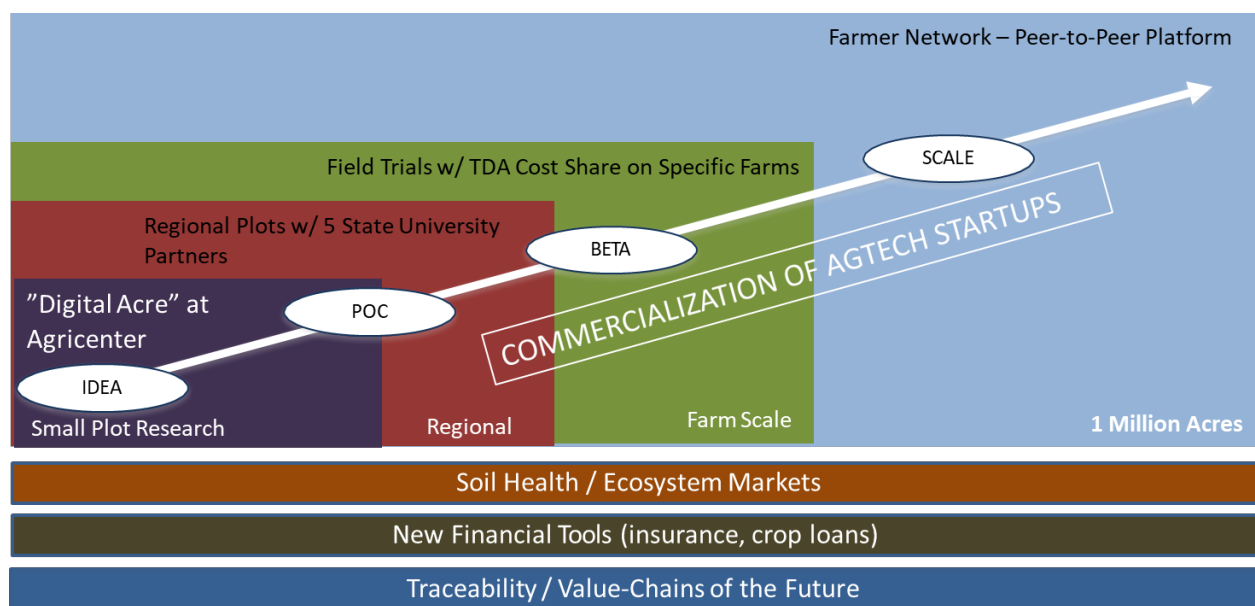 Farmer Network – Peer-to-Peer Platform
SCALE
Field Trials w/ TDA Cost Share on Specific Farms
COMMERCIALIZATION OF AGTECH STARTUPS
Regional Plots w/ 5 State University
Partners
BETA
”Digital Acre” at
Agricenter
POC
IDEA
Small Plot Research
Regional
Farm Scale
1 Million Acres
Soil Health / Ecosystem Markets
New Financial Tools (insurance, crop loans)
Traceability / Value-Chains of the Future